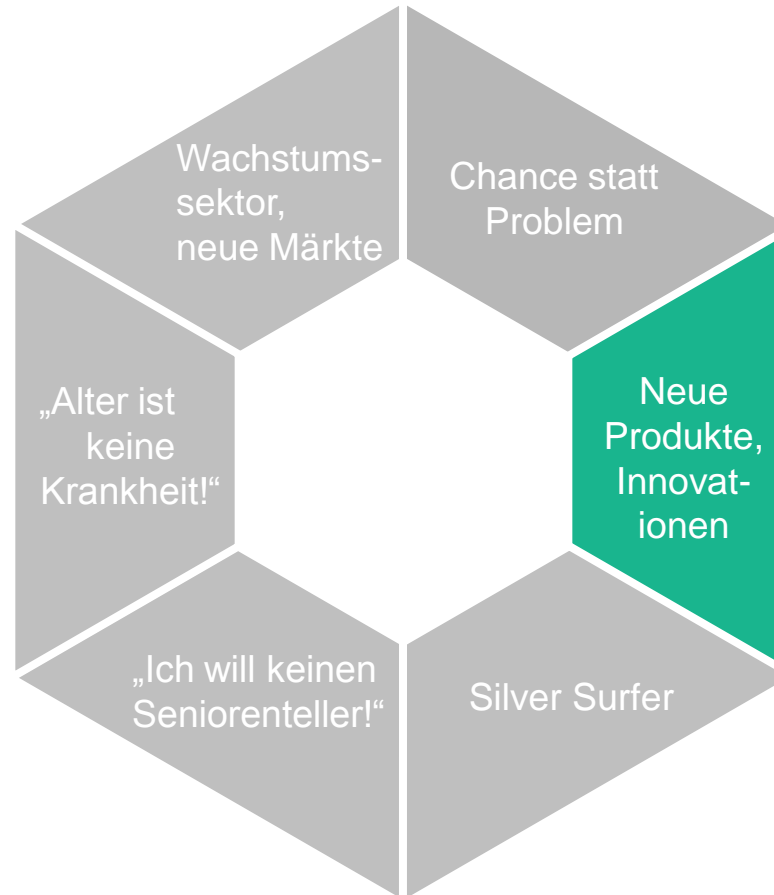 Wachstums-
sektor,
neue Märkte
Chance statt
Problem
„Alter ist
keine
Krankheit!“
Neue
Produkte,
Innovat-
ionen
„Ich will keinen
Seniorenteller!“
Silver Surfer